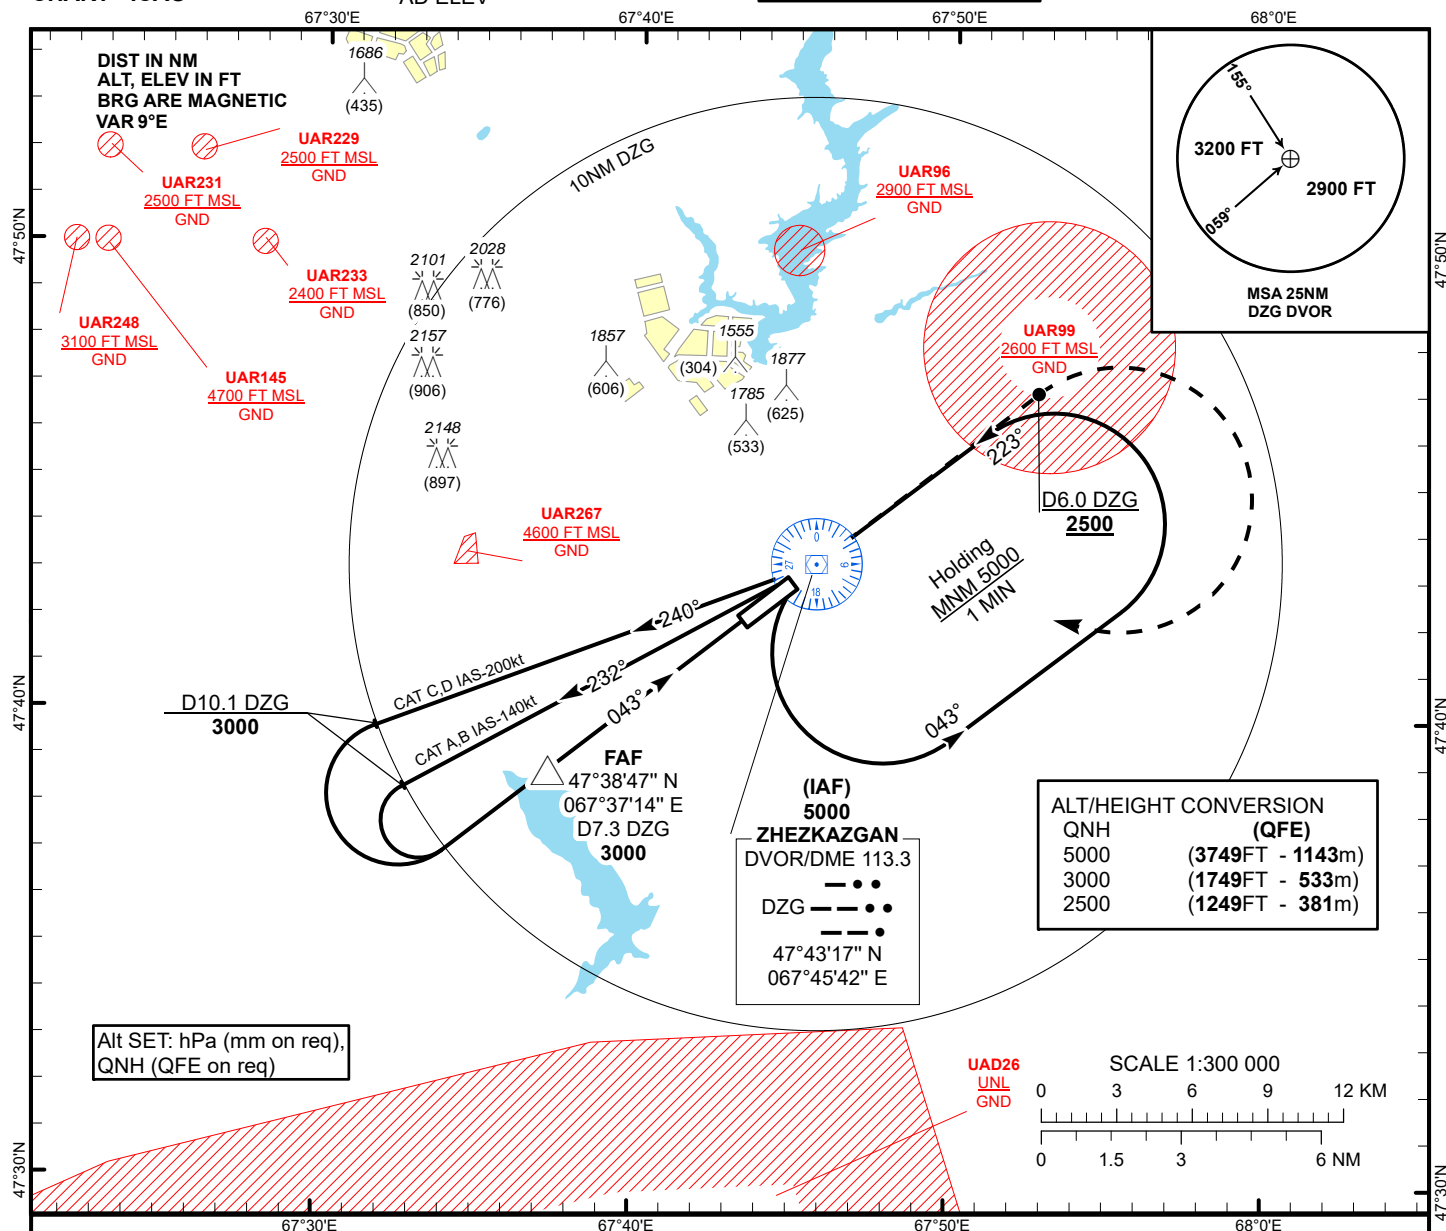 AD ELEV
67°30'E
67°40'E
67°50'E
68°0'E
DIST IN NM
ALT, ELEV IN FT
BRG ARE MAGNETIC
VAR 9°E
1686
(435)
UAR229
2500 FT MSL
GND
UAR231
2500 FT MSL
GND
10NM DZG
UAR96
2900 FT MSL
GND
155°
3200 FT
2900 FT
059°
MSA 25NM
DZG DVOR
47°50'N
47°50'N
UAR233
2400 FT MSL
GND
2101
(850)
2028
(776)
UAR248
3100 FT MSL
GND
UAR145
4700 FT MSL
GND
2157
(906)
1857
(606)
1555
(304)
1877
(625)
1785
(533)
2148
(897)
UAR99
2600 FT MSL
GND
223°
D6.0 DZG
2500
UAR267
4600 FT MSL
GND
0
9
18
27
Holding
MNM 5000
1 MIN
240°
CAT C,D IAS-200kt
232°
CAT A,B IAS-140kt
043°
043°
D10.1 DZG
3000
47°40'N
47°40'N
FAF
47°38'47" N
067°37'14" E
D7.3 DZG
3000
(IAF)
5000
ZHEZKAZGAN
DVOR/DME 113.3
DZG
47°43'17" N
067°45'42" E
ALT/HEIGHT CONVERSION
QNH (QFE)
5000 (3749FT - 1143m)
3000 (1749FT - 533m)
2500 (1249FT - 381m)
Alt SET: hPa (mm on req),
QNH (QFE on req)
UAD26
UNL
GND
SCALE 1:300 000
0 3 6 9 12 KM
0 1.5 3 6 NM
47°30'N
47°30'N
67°30'E
67°40'E
67°50'E
68°0'E